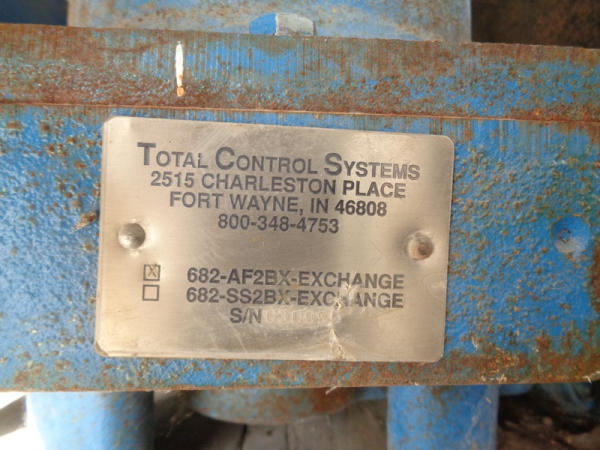 TOTAL CONTROL SYSTEMS
2515 CHARLESTON PLACE
FORT WAYNE, IN 46808
800-348-4753
682-AF2BX-EXCHANGE
682-SS2BX-EXCHANGE
S/N